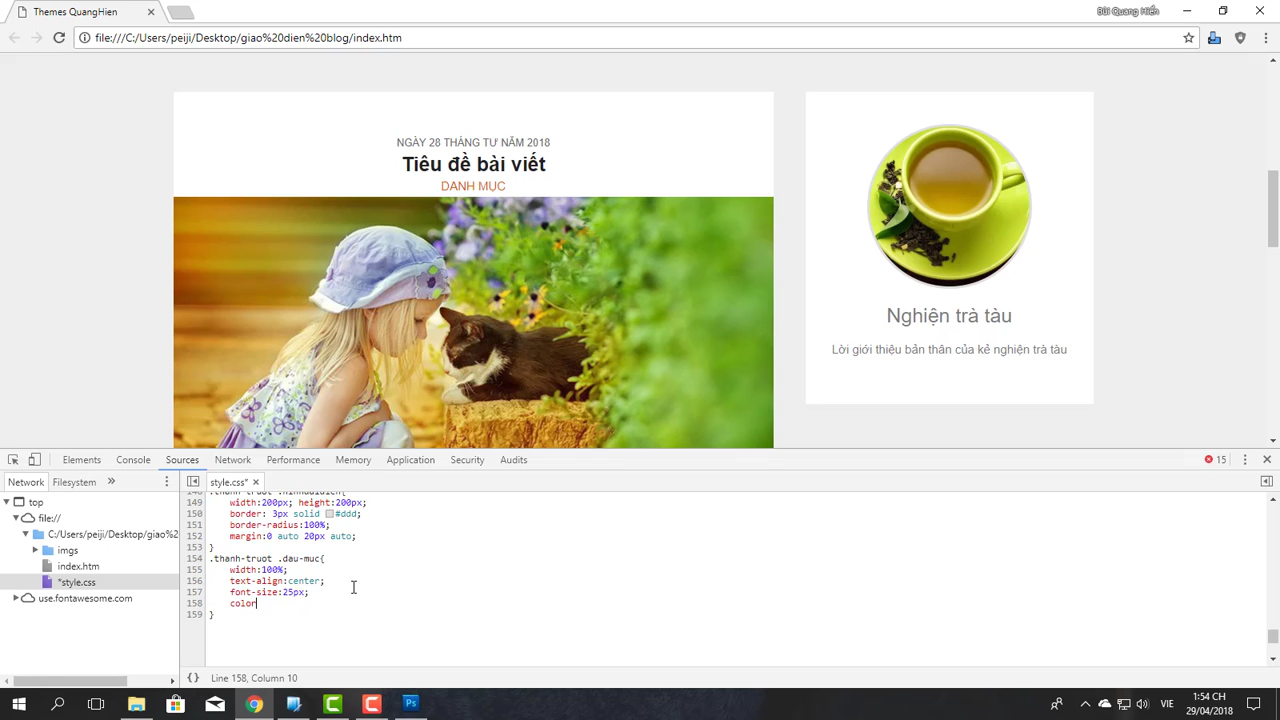 Themes QuangHien
Bùi Quang Hiển
file:///C:/Users/peiji/Desktop/giao%20dien%20blog/index.htm
NGÀY 28 THÁNG TƯ NĂM 2018
Tiêu đề bài viết
DANH MỤC
Nghiện trà tàu
Lời giới thiệu bản thân của kẻ nghiện trà tàu
Elements Console Sources Network Performance Memory Application Security Audits 15
Network Filesystem »
style.css*
top
file://
C:/Users/peiji/Desktop/giao%2
imgs
index.htm
*style.css
use.fontawesome.com
149 width:200px; height:200px;
150 border: 3px solid #ddd;
151 border-radius:100%;
152 margin:0 auto 20px auto;
153 }
154 .thanh-truot .dau-muc{
155 width:100%;
156 text-align:center;
157 font-size:25px;
158 color
159 }
{} Line 158, Column 10
VIE
1:54 CH
29/04/2018